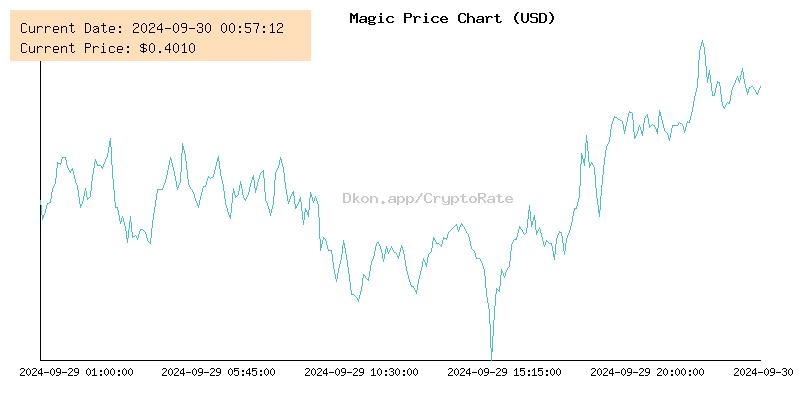 Magic Price Chart (USD)
Current Date: 2024-09-30 00:57:12
Current Price: $0.4010
Dkon.app/CryptoRate
2024-09-29 01:00:00 2024-09-29 05:45:00 2024-09-29 10:30:00 2024-09-29 15:15:00 2024-09-29 20:00:00 2024-09-30